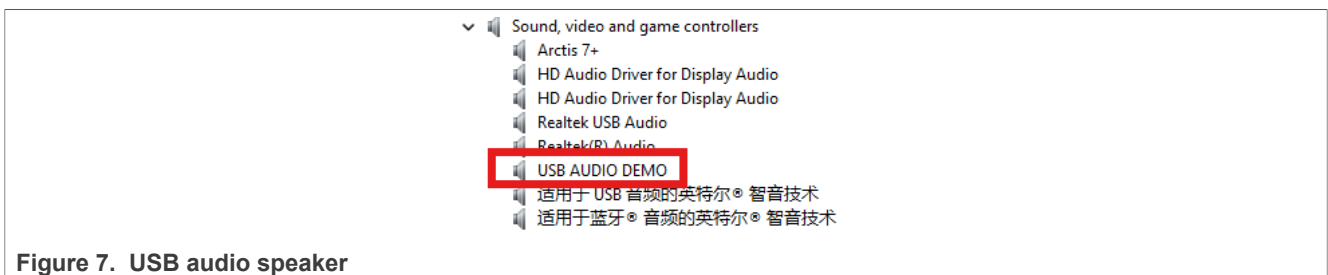 Sound, video and game controllers
Arctis 7+
HD Audio Driver for Display Audio
HD Audio Driver for Display Audio
Realtek USB Audio
Realtek(R) Audio
USB AUDIO DEMO
适用于 USB 音频的英特尔® 智音技术
适用于蓝牙® 音频的英特尔® 智音技术
Figure 7. USB audio speaker